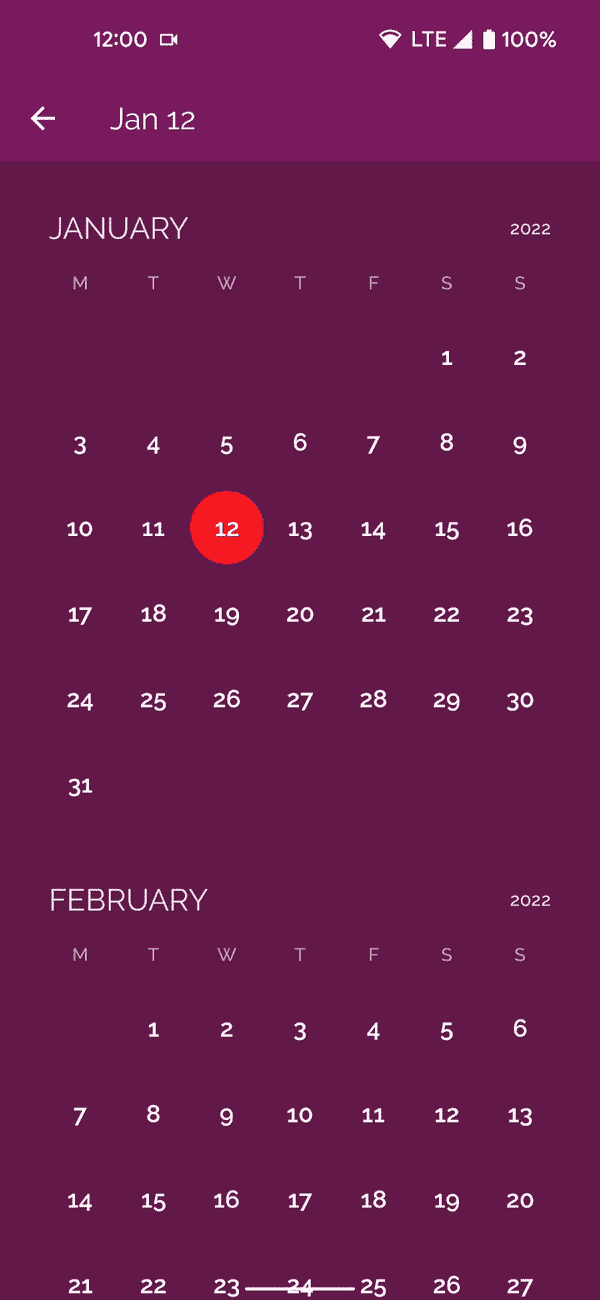 12:00 LTE 100%
Jan 12
JANUARY 2022
M T W T F S S
1 2
3 4 5 6 7 8 9
10 11 12 13 14 15 16
17 18 19 20 21 22 23
24 25 26 27 28 29 30
31
FEBRUARY 2022
M T W T F S S
1 2 3 4 5 6
7 8 9 10 11 12 13
14 15 16 17 18 19 20
21 22 23 24 25 26 27